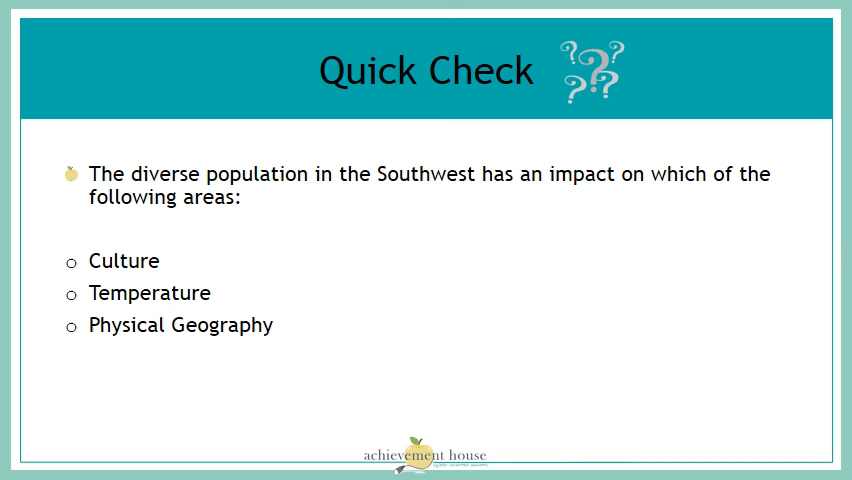 Quick Check
The diverse population in the Southwest has an impact on which of the
following areas:
Culture
Temperature
Physical Geography
achievement house